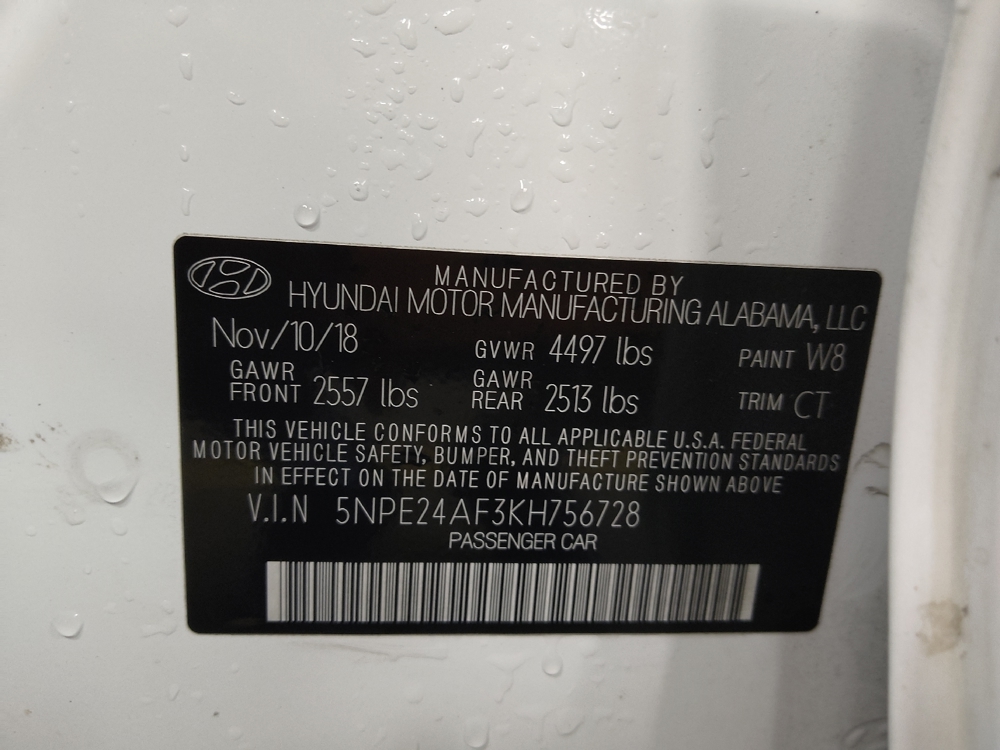 MANUFACTURED BY
HYUNDAI MOTOR MANUFACTURING ALABAMA, LLC
Nov/10/18 GVWR 4497 lbs PAINT W8
GAWR FRONT 2557 lbs GAWR REAR 2513 lbs TRIM CT
THIS VEHICLE CONFORMS TO ALL APPLICABLE U.S.A. FEDERAL
MOTOR VEHICLE SAFETY, BUMPER, AND THEFT PREVENTION STANDARDS
IN EFFECT ON THE DATE OF MANUFACTURE SHOWN ABOVE
V.I.N 5NPE24AF3KH756728
PASSENGER CAR